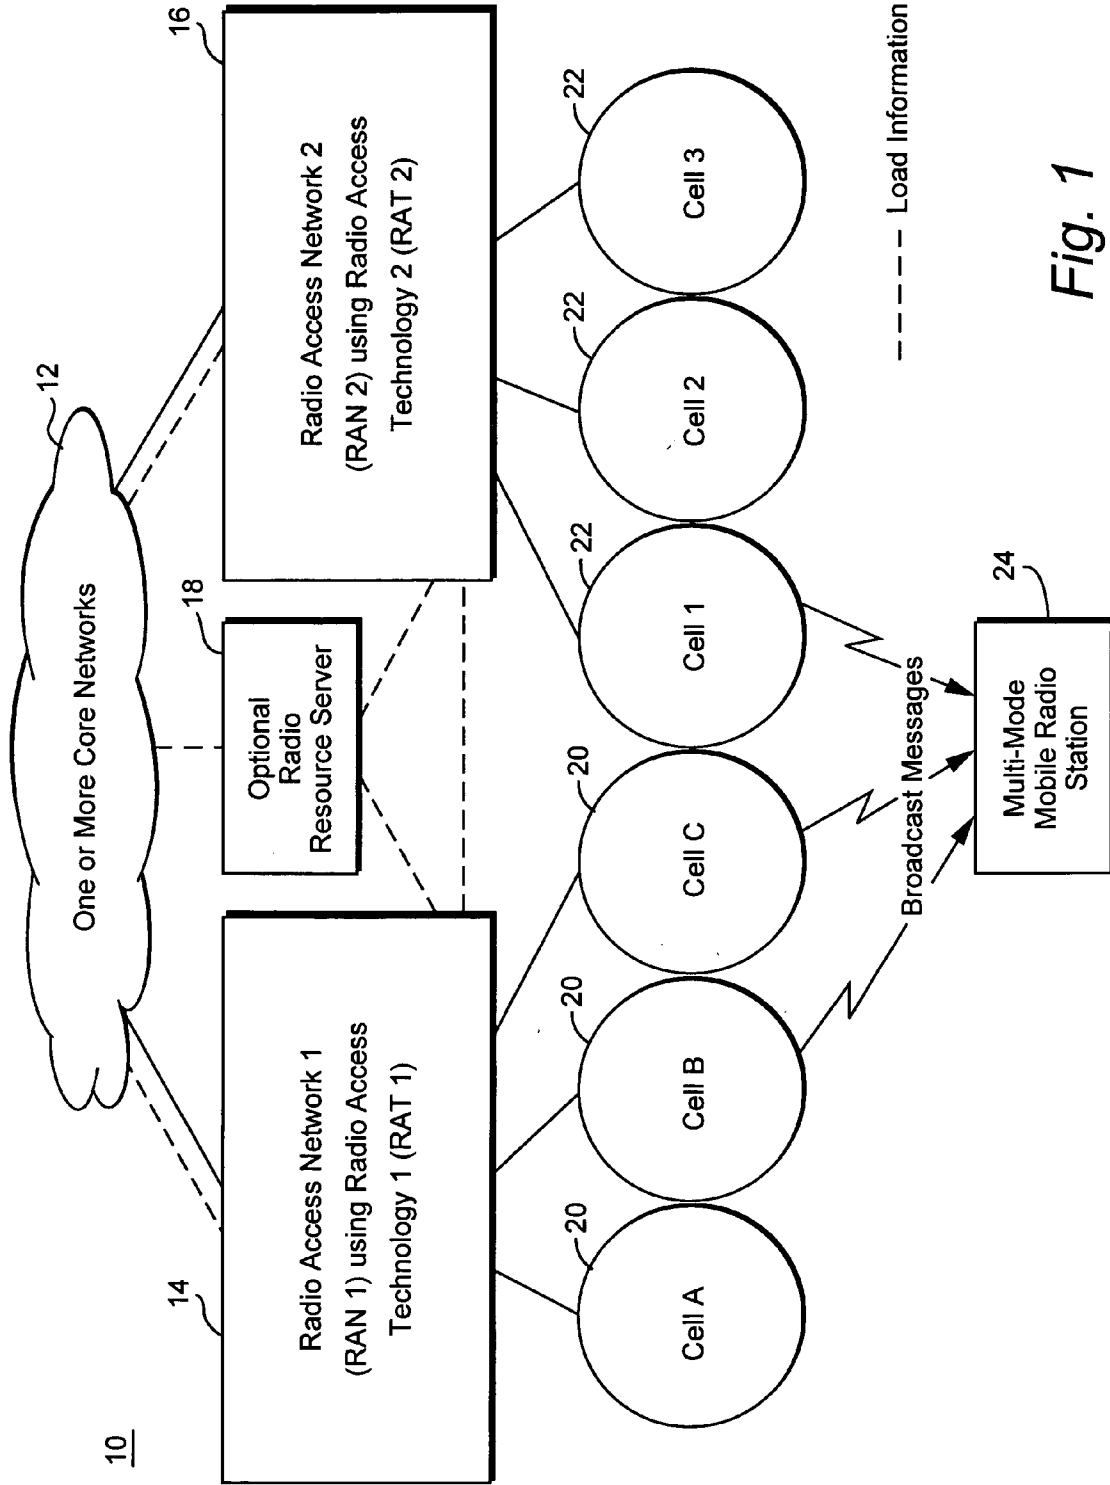 10
12
One or More Core Networks
14
16
18
Radio Access Network 1
(RAN 1) using Radio Access
Technology 1 (RAT 1)
Optional
Radio
Resource Server
Radio Access Network 2
(RAN 2) using Radio Access
Technology 2 (RAT 2)
20
20
20
22
22
22
Cell A
Cell B
Cell C
Cell 1
Cell 2
Cell 3
Broadcast Messages
Load Information
24
Multi-Mode
Mobile Radio
Station
Fig. 1